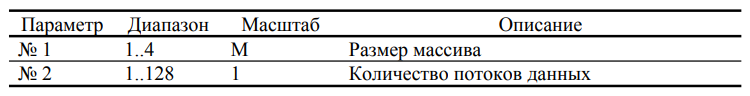 Параметр Диапазон Масштаб Описание
№ 1 1..4 М Размер массива
№ 2 1..128 1 Количество потоков данных